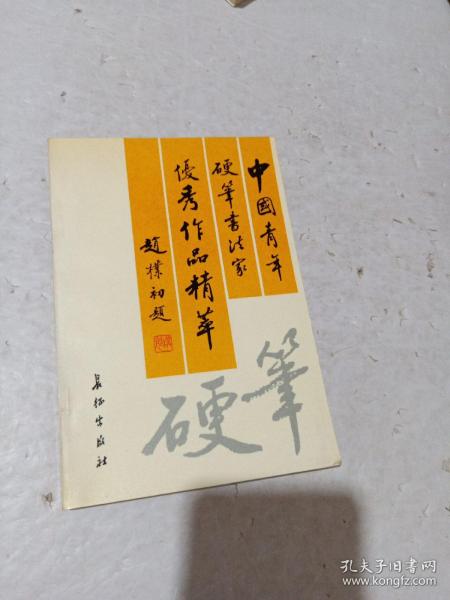 中國青年
硬筆書法家
優秀作品精萃
趙樸初題
硬筆
長征出版社
孔夫子旧书网
www.kongfz.com